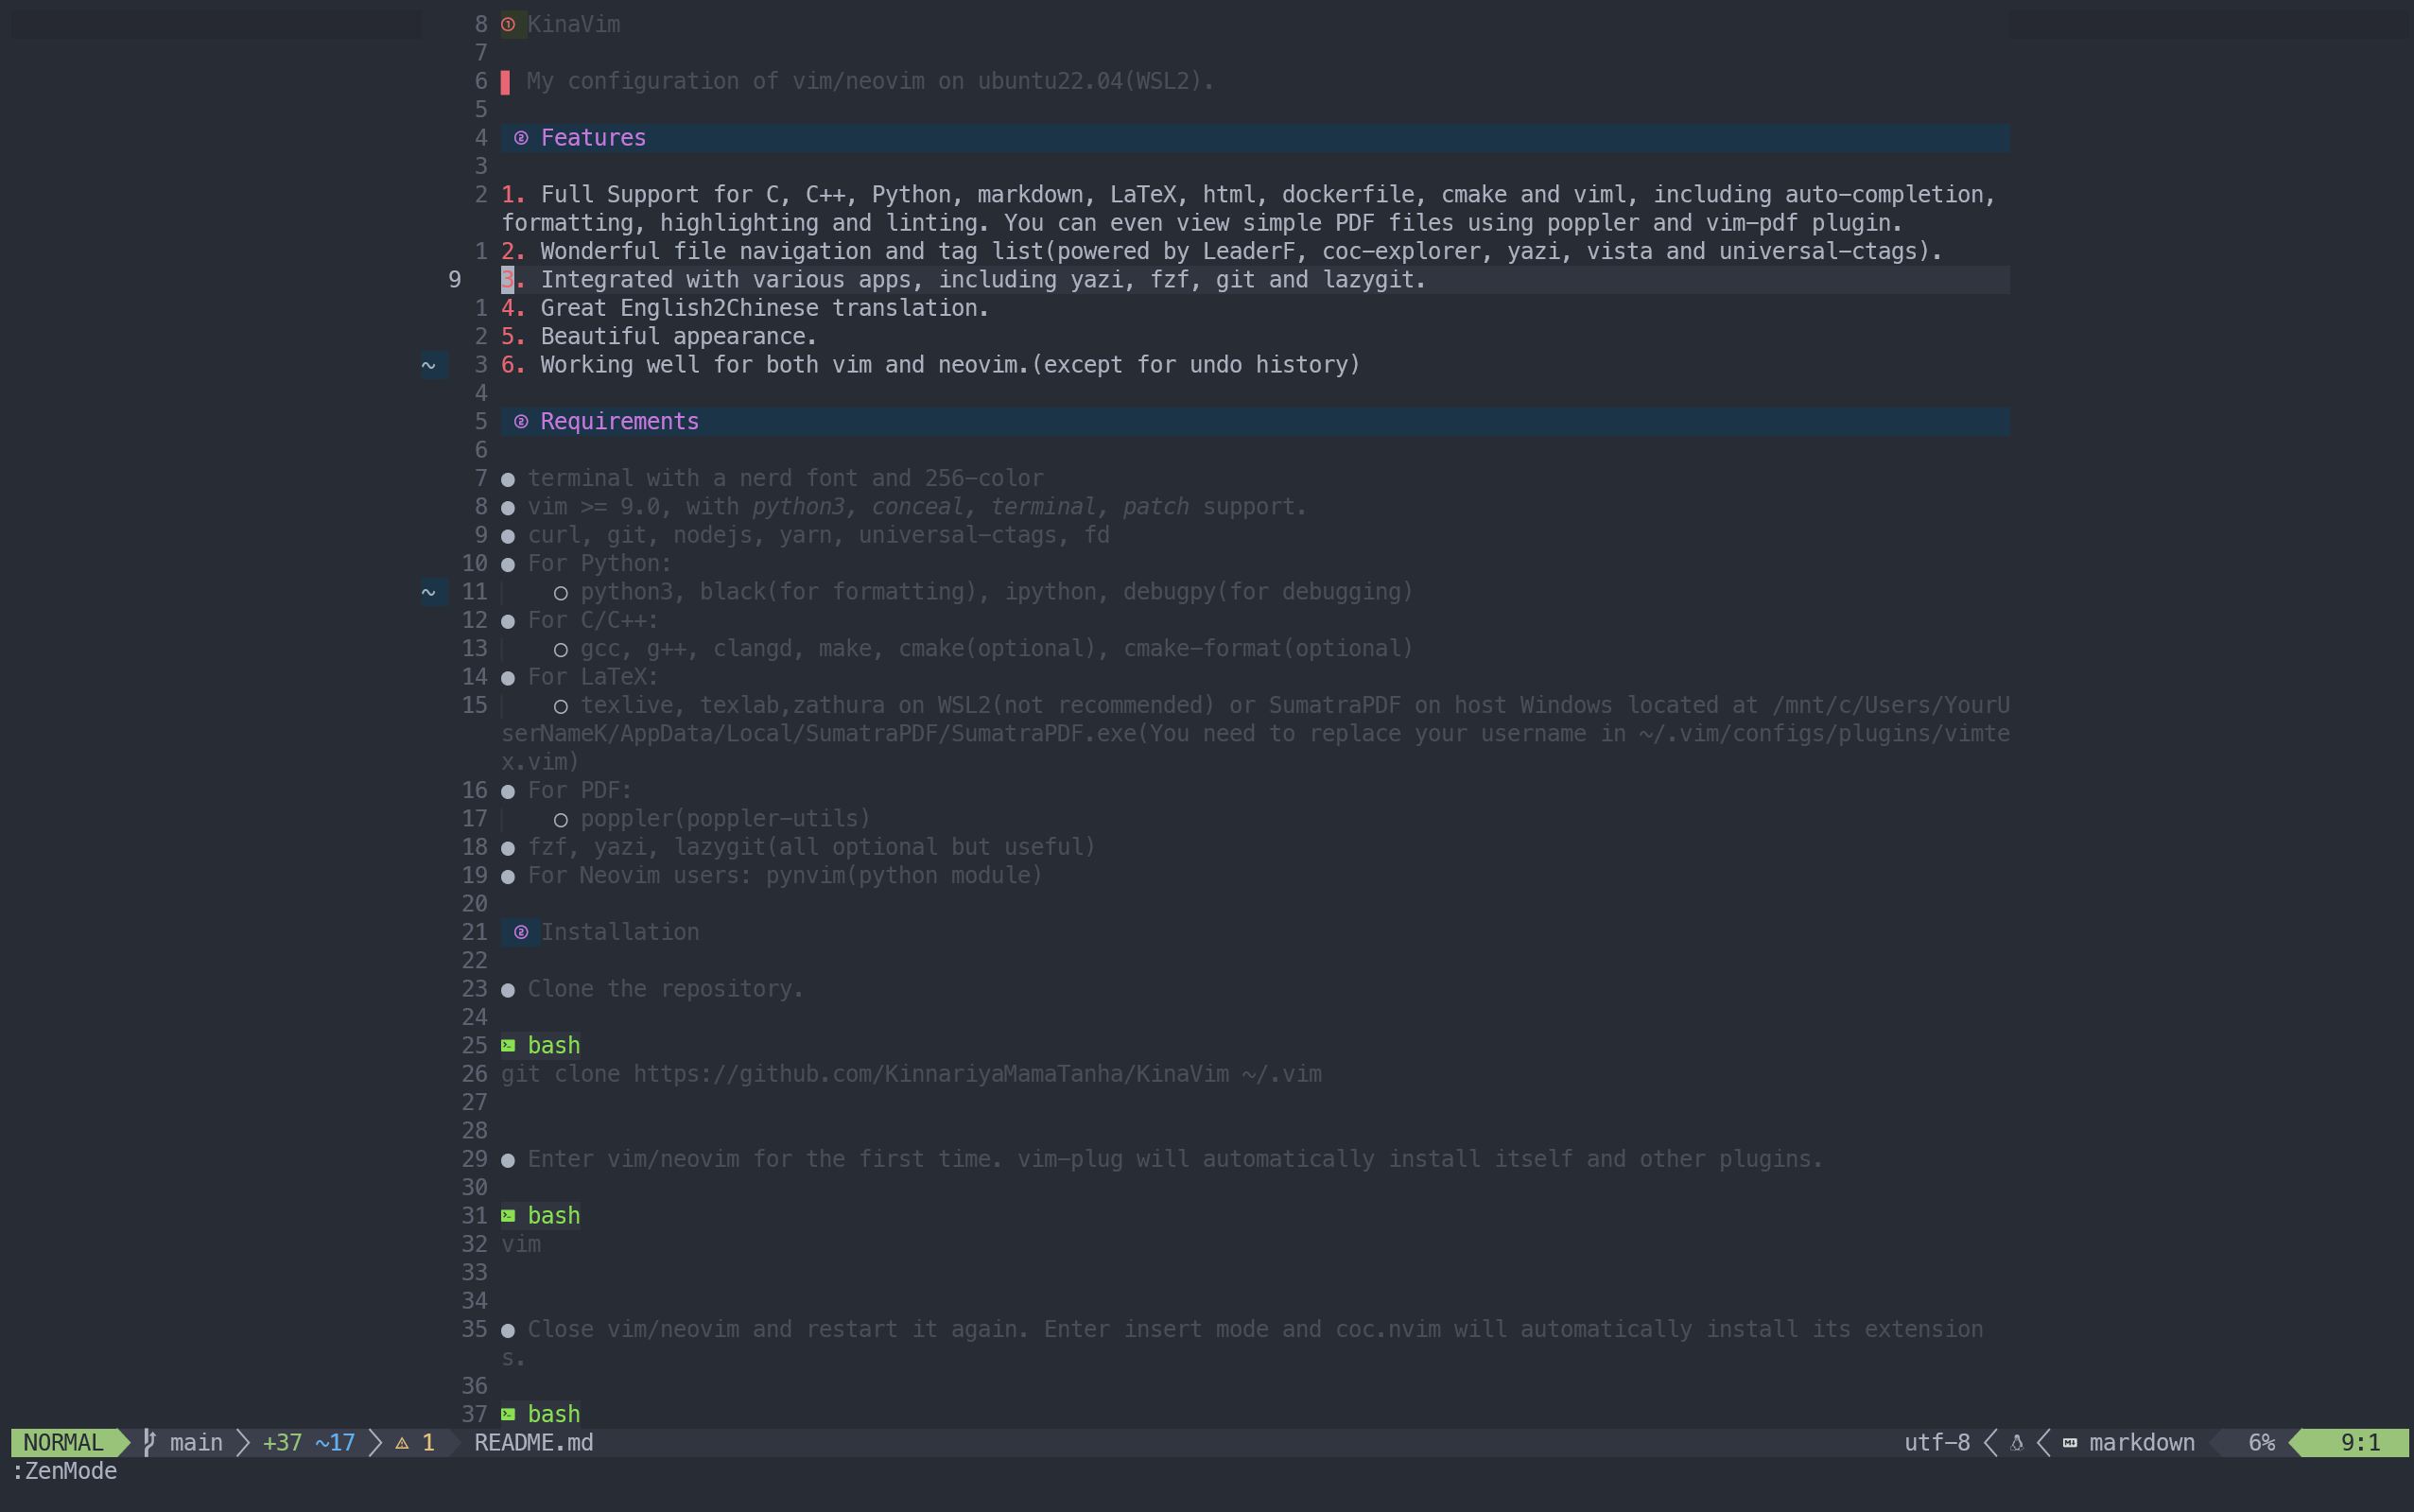 8 ① KinaVim
7
6 ▋ My configuration of vim/neovim on ubuntu22.04(WSL2).
5
4 ② Features
3
2 1. Full Support for C, C++, Python, markdown, LaTeX, html, dockerfile, cmake and viml, including auto-completion,
formatting, highlighting and linting. You can even view simple PDF files using poppler and vim-pdf plugin.
1 2. Wonderful file navigation and tag list(powered by LeaderF, coc-explorer, yazi, vista and universal-ctags).
9 3. Integrated with various apps, including yazi, fzf, git and lazygit.
1 4. Great English2Chinese translation.
2 5. Beautiful appearance.
~ 3 6. Working well for both vim and neovim.(except for undo history)
4
5 ② Requirements
6
7 ● terminal with a nerd font and 256-color
8 ● vim >= 9.0, with python3, conceal, terminal, patch support.
9 ● curl, git, nodejs, yarn, universal-ctags, fd
10 ● For Python:
~ 11 ○ python3, black(for formatting), ipython, debugpy(for debugging)
12 ● For C/C++:
13 ○ gcc, g++, clangd, make, cmake(optional), cmake-format(optional)
14 ● For LaTeX:
15 ○ texlive, texlab,zathura on WSL2(not recommended) or SumatraPDF on host Windows located at /mnt/c/Users/YourU
serNameK/AppData/Local/SumatraPDF/SumatraPDF.exe(You need to replace your username in ~/.vim/configs/plugins/vimte
x.vim)
16 ● For PDF:
17 ○ poppler(poppler-utils)
18 ● fzf, yazi, lazygit(all optional but useful)
19 ● For Neovim users: pynvim(python module)
20
21 ② Installation
22
23 ● Clone the repository.
24
25 bash
26 git clone https://github.com/KinnariyaMamaTanha/KinaVim ~/.vim
27
28
29 ● Enter vim/neovim for the first time. vim-plug will automatically install itself and other plugins.
30
31 bash
32 vim
33
34
35 ● Close vim/neovim and restart it again. Enter insert mode and coc.nvim will automatically install its extension
s.
36
37 bash
NORMAL main +37 ~17 ⚠ 1 README.md utf-8 markdown 6% 9:1
:ZenMode